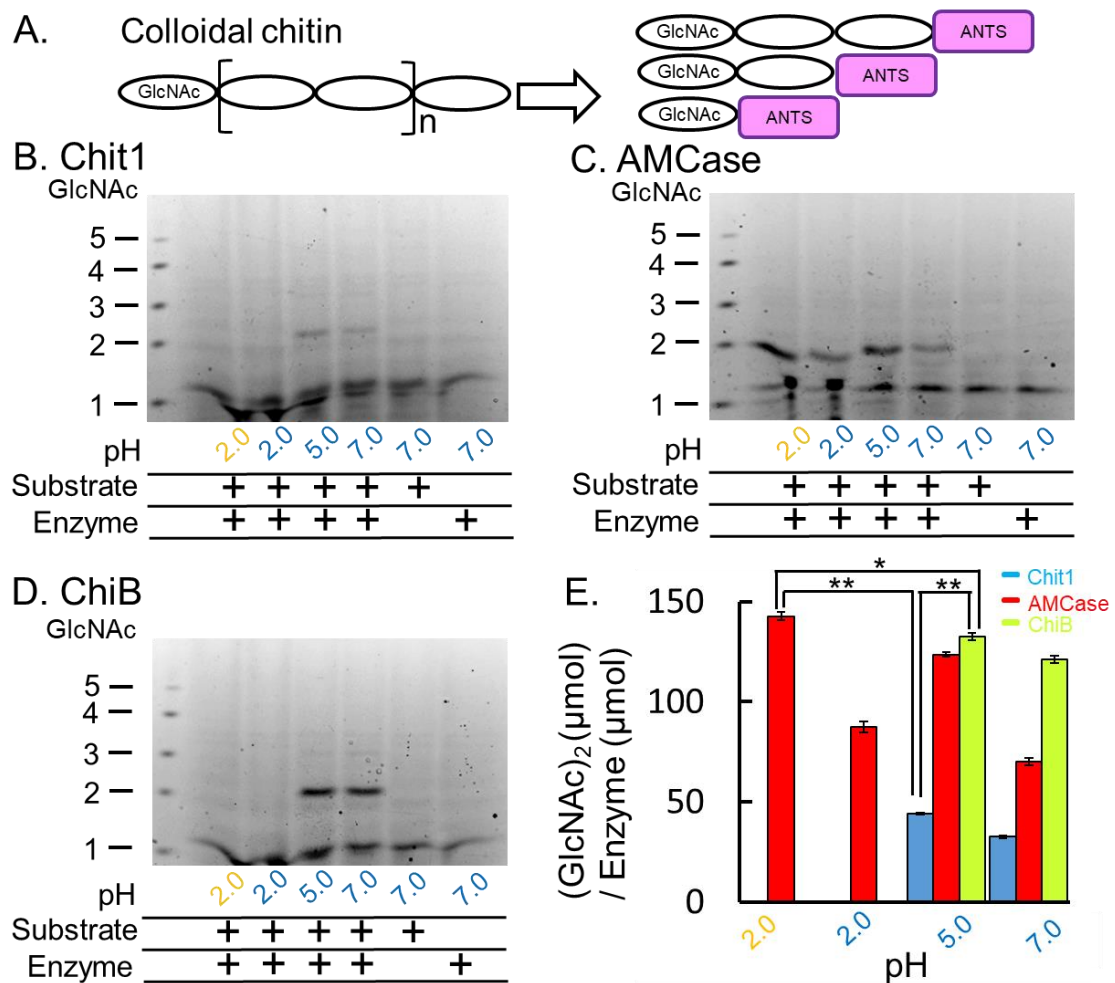 A. Colloidal chitin
GlcNAc
n
GlcNAc ANTS
GlcNAc ANTS
GlcNAc ANTS
B. Chit1
GlcNAc
5
4
3
2
1
pH 2.0 2.0 5.0 7.0 7.0 7.0
Substrate + + + + +
Enzyme + + + + +
C. AMCase
GlcNAc
5
4
3
2
1
pH 2.0 2.0 5.0 7.0 7.0 7.0
Substrate + + + + +
Enzyme + + + + +
D. ChiB
GlcNAc
5
4
3
2
1
pH 2.0 2.0 5.0 7.0 7.0 7.0
Substrate + + + + +
Enzyme + + + + +
E.
Chit1
AMCase
ChiB
*
** **
(GlcNAc)₂ (µmol)
/ Enzyme (µmol)
150
100
50
0
2.0 2.0 5.0 7.0
pH